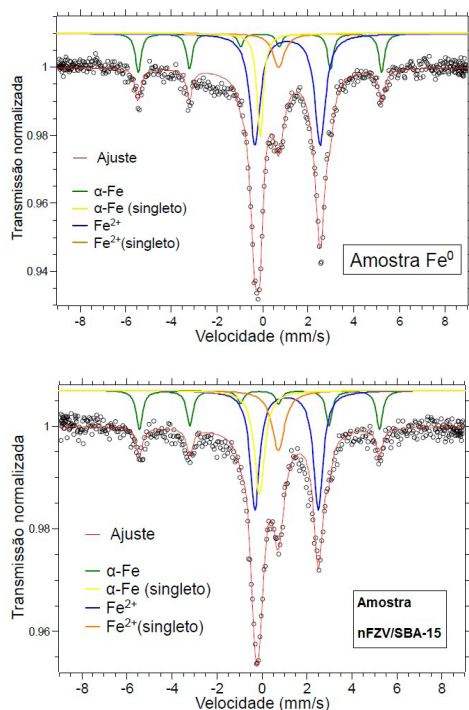 Transmissão normalizada
1
0.98
0.96
0.94
Ajuste
α-Fe
α-Fe (singleto)
Fe²⁺
Fe²⁺(singleto)
Amostra Fe⁰
-8 -6 -4 -2 0 2 4 6 8
Velocidade (mm/s)
Transmissão normalizada
1
0.98
0.96
Ajuste
α-Fe
α-Fe (singleto)
Fe²⁺
Fe²⁺(singleto)
Amostra
nFZV/SBA-15
-8 -6 -4 -2 0 2 4 6 8
Velocidade (mm/s)